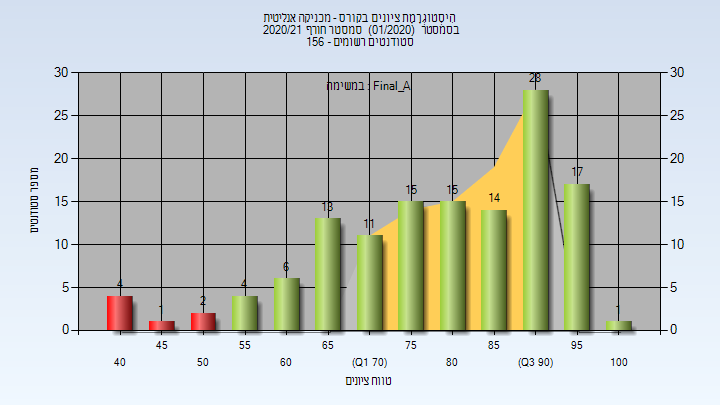 היסטוגרמת ציונים בקורס - מכניקה אנליטית
בסמסטר (01/2020) סמסטר חורף 2020/21
156 - סטודנטים רשומים
במשימה : Final_A
מספר סטודנטים
30 30
25 25
20 20
15 15
10 10
5 5
0 0
4 1 2 4 6 13 11 15 15 14 28 17 1
45 55 65 75 85 95
40 50 60 (Q1 70) 80 (Q3 90) 100
טווח ציונים